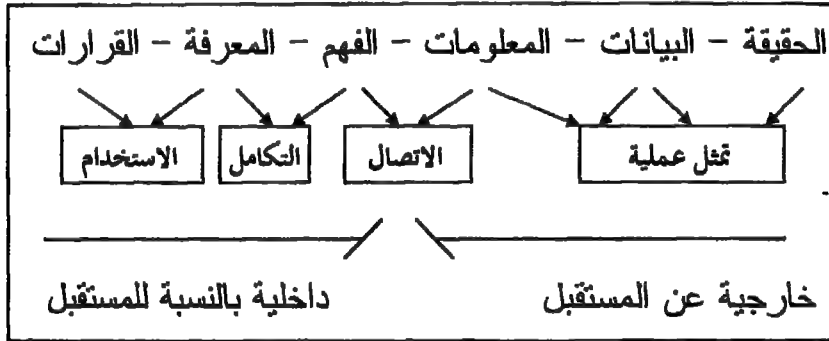 الحقيقة – البيانات – المعلومات – الفهم – المعرفة – القرارات
تمثل عملية الاتصال التكامل الاستخدام
خارجية عن المستقبل داخلية بالنسبة للمستقبل